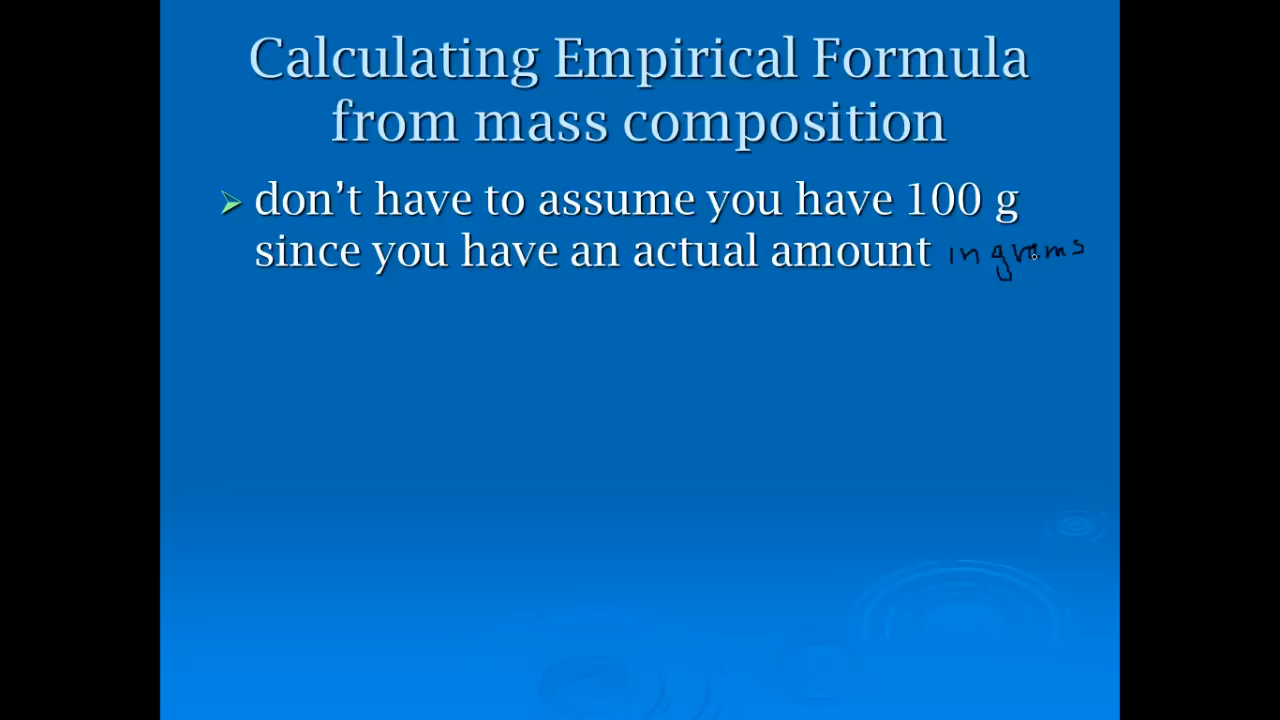 Calculating Empirical Formula
from mass composition
don't have to assume you have 100 g
since you have an actual amount in grams